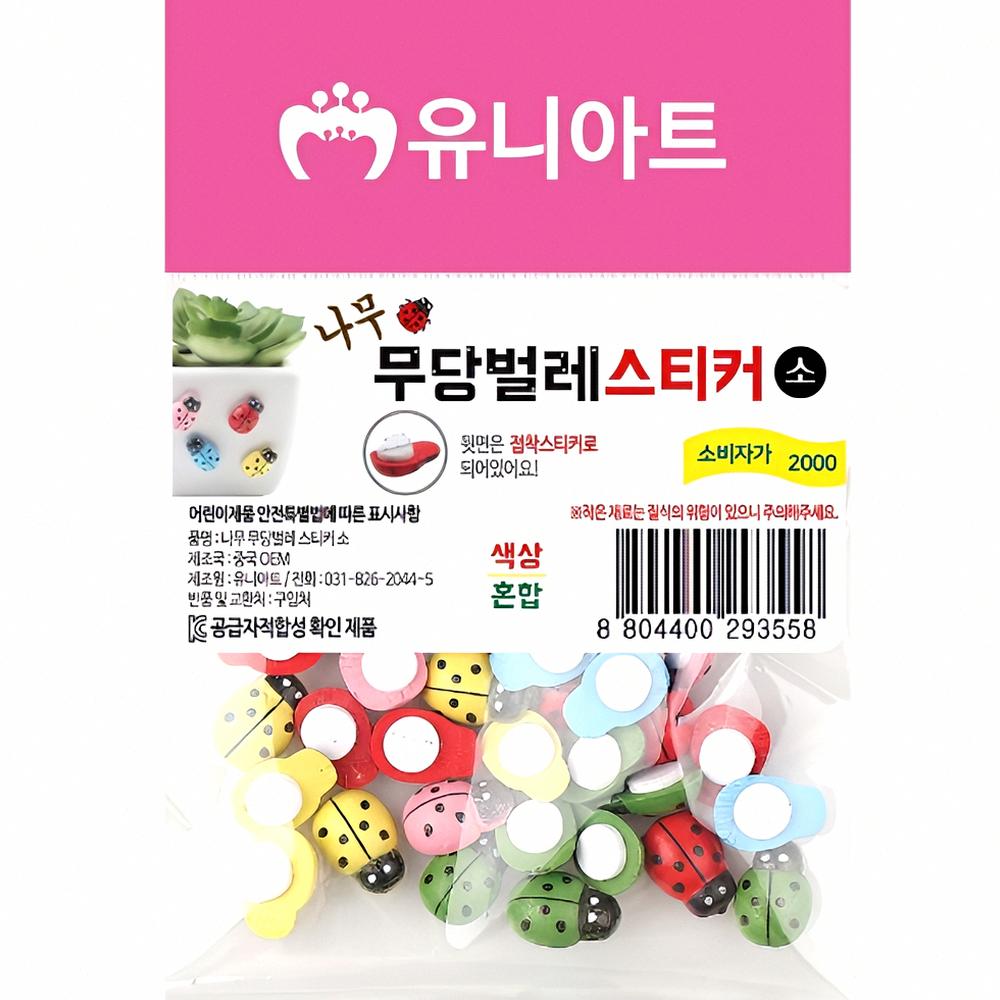 유니아트
나무
무당벌레스티커 소
뒷면은 접착스티커로
되어있어요!
소비자가 2000
어린이제품 안전특별법에 따른 표시사항
품명 : 나무 무당벌레 스티커 소
제조국 : 중국 OEM
제조원 : 유니아트 / 전화 : 031-826-2044~5
반품 및 교환처 : 구입처
공급자적합성 확인 제품
색상
혼합
※작은 재료는 질식의 위험이 있으니 주의해주세요.
8 804400 293558